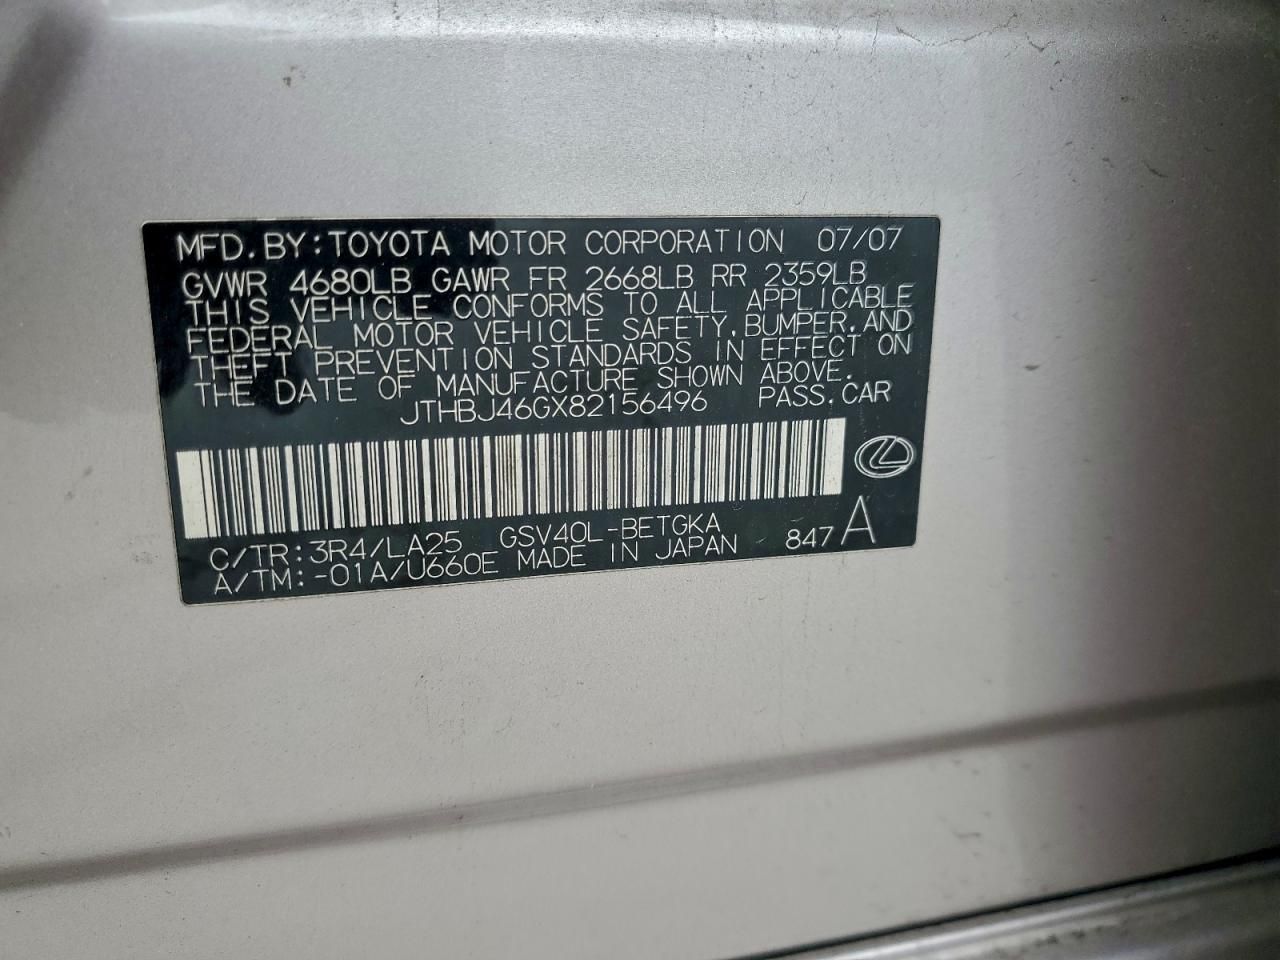 MFD.BY:TOYOTA MOTOR CORPORATION 07/07
GVWR 4680LB GAWR FR 2668LB RR 2359LB
THIS VEHICLE CONFORMS TO ALL APPLICABLE
FEDERAL MOTOR VEHICLE SAFETY,BUMPER,AND
THEFT PREVENTION STANDARDS IN EFFECT ON
THE DATE OF MANUFACTURE SHOWN ABOVE.
JTHBJ46GX82156496 PASS.CAR
C/TR:3R4/LA25 GSV40L-BETGKA
A/TM:-01A/U660E MADE IN JAPAN 847A